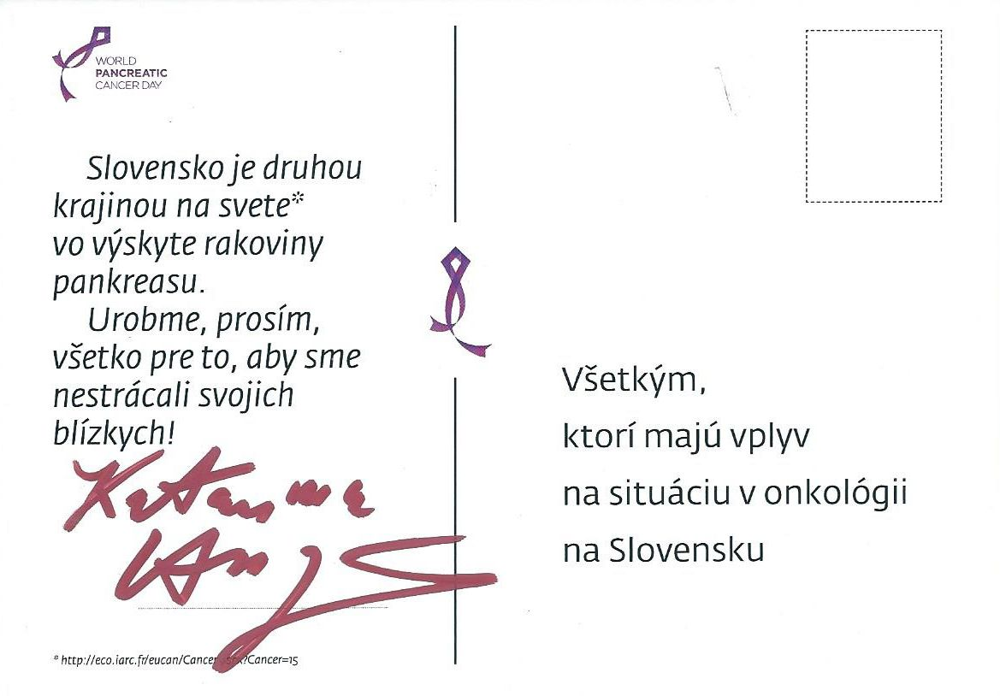 WORLD
PANCREATIC
CANCER DAY
Slovensko je druhou
krajinou na svete*
vo výskyte rakoviny
pankreasu.
Urobme, prosím,
všetko pre to, aby sme
nestrácali svojich
blízkych!
* http://eco.iarc.fr/eucan/Cancer ?Cancer=15
Všetkým,
ktorí majú vplyv
na situáciu v onkológii
na Slovensku